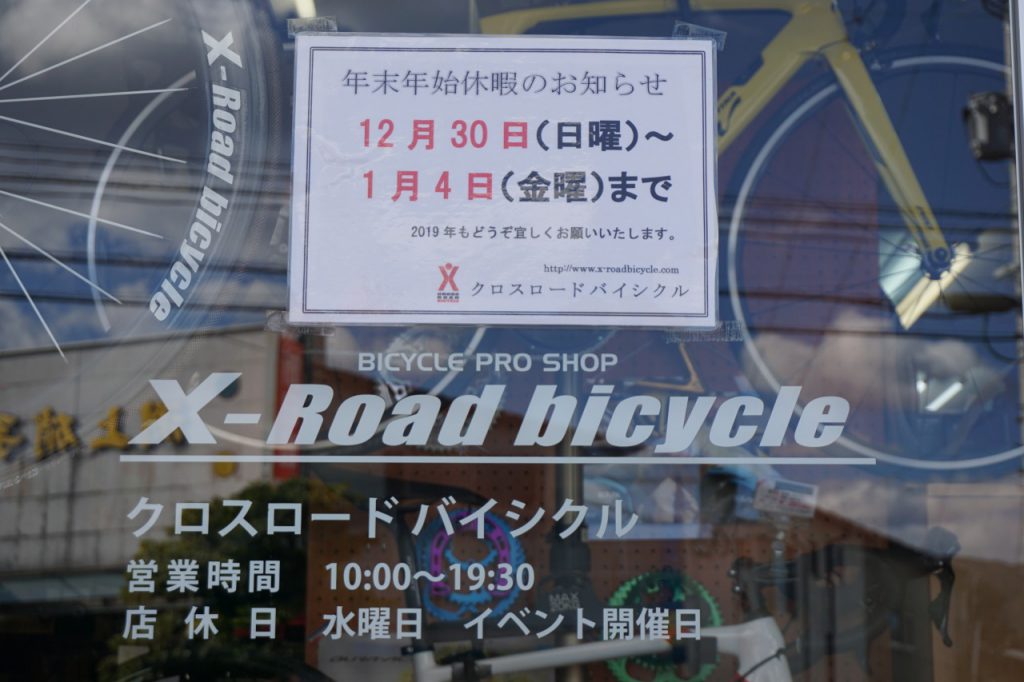 X-Road bicycle
年末年始休暇のお知らせ
12月30日(日曜)～
1月4日(金曜)まで
2019年もどうぞ宜しくお願いいたします。
http://www.x-roadbicycle.com
クロスロードバイシクル
BICYCLE PRO SHOP
X-Road bicycle
クロスロード バイシクル
営業時間 10:00～19:30
店休日 水曜日 イベント開催日